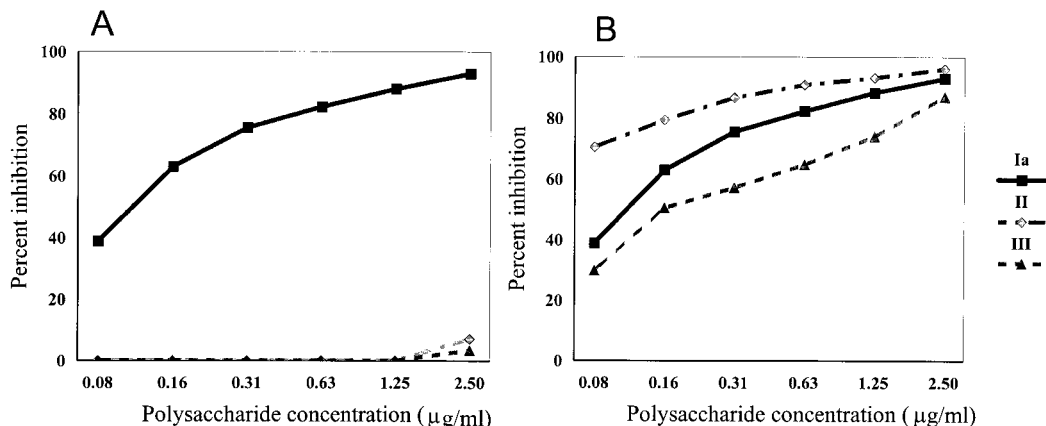 A
100
80
60
40
20
0
Percent inhibition
0.08 0.16 0.31 0.63 1.25 2.50
Polysaccharide concentration ( μg/ml)
B
100
80
60
40
20
0
Percent inhibition
0.08 0.16 0.31 0.63 1.25 2.50
Polysaccharide concentration ( μg/ml)
Ia
II
III